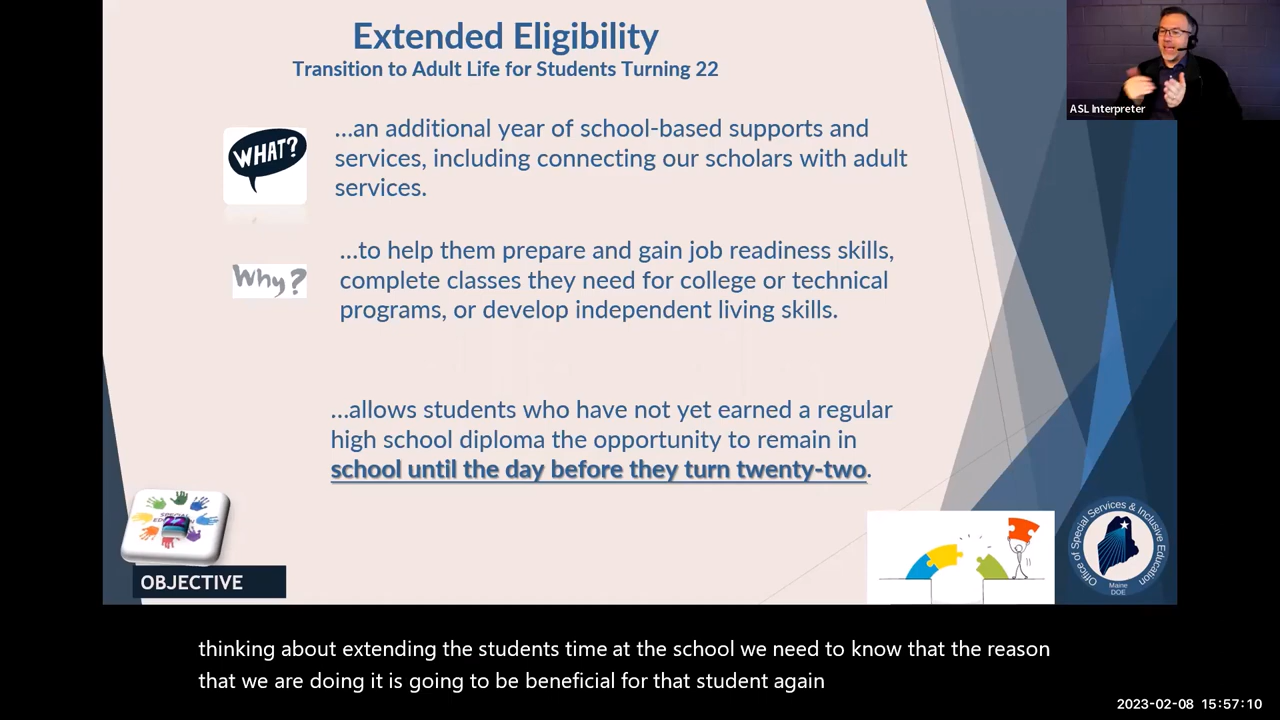 Extended Eligibility
Transition to Adult Life for Students Turning 22
ASL Interpreter
WHAT?
...an additional year of school-based supports and
services, including connecting our scholars with adult
services.
Why?
...to help them prepare and gain job readiness skills,
complete classes they need for college or technical
programs, or develop independent living skills.
...allows students who have not yet earned a regular
high school diploma the opportunity to remain in
school until the day before they turn twenty-two.
22
OBJECTIVE
Office of Special Services & Inclusive Education
Maine
DOE
thinking about extending the students time at the school we need to know that the reason
that we are doing it is going to be beneficial for that student again
2023-02-08 15:57:10